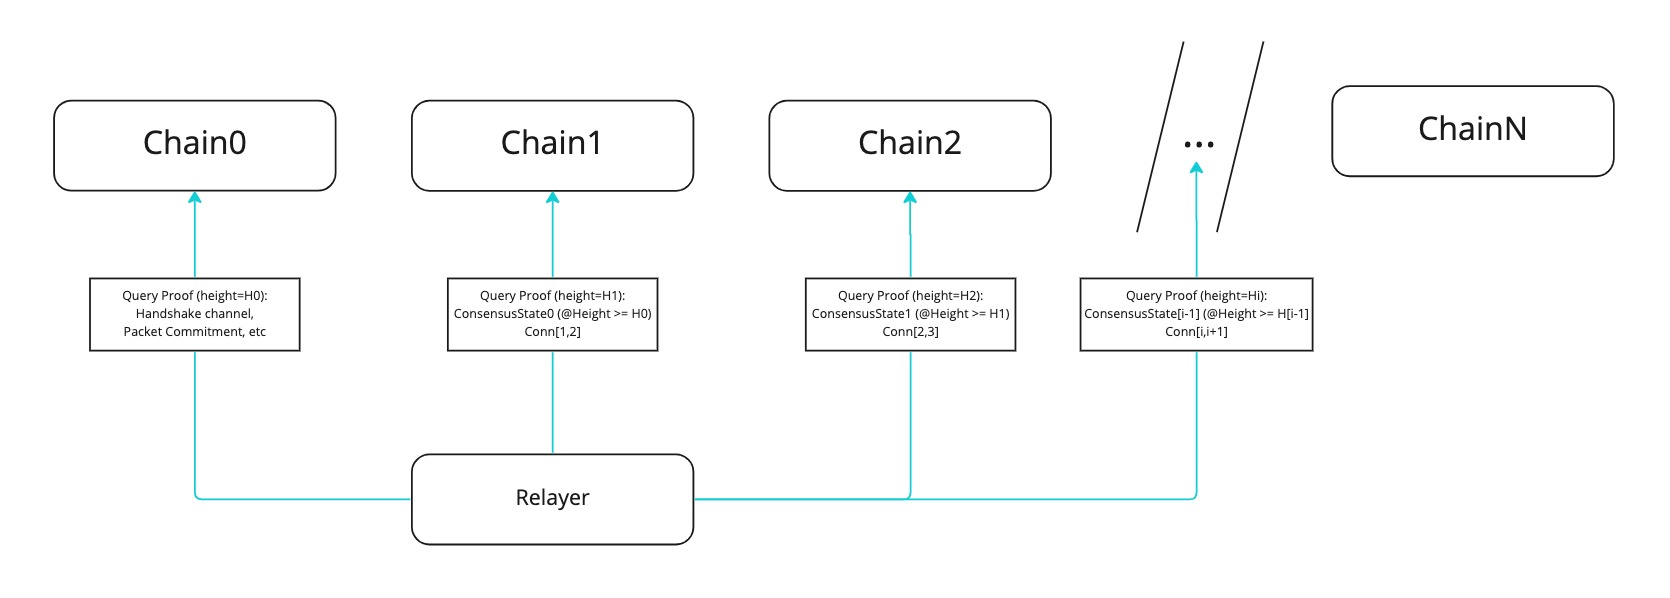 Chain0
Chain1
Chain2
...
ChainN
Query Proof (height=H0):
Handshake channel,
Packet Commitment, etc
Query Proof (height=H1):
ConsensusState0 (@Height >= H0)
Conn[1,2]
Query Proof (height=H2):
ConsensusState1 (@Height >= H1)
Conn[2,3]
Query Proof (height=Hi):
ConsensusState[i-1] (@Height >= H[i-1]
Conn[i,i+1]
Relayer